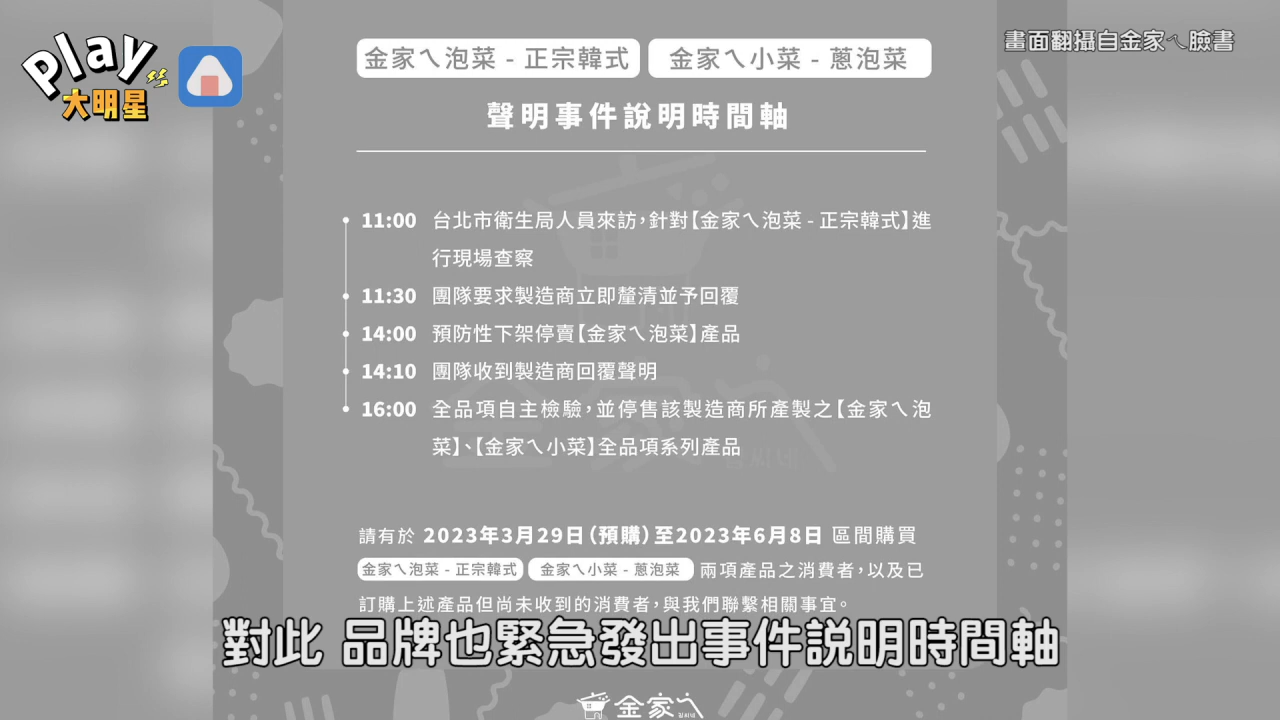 Play
大明星
畫面翻攝自金家ㄟ臉書
金家ㄟ泡菜 - 正宗韓式
金家ㄟ小菜 - 蔥泡菜
聲明事件說明時間軸
11:00 台北市衛生局人員來訪，針對【金家ㄟ泡菜 - 正宗韓式】進
行現場查察
11:30 團隊要求製造商立即釐清並予回覆
14:00 預防性下架停賣【金家ㄟ泡菜】產品
14:10 團隊收到製造商回覆聲明
16:00 全品項自主檢驗，並停售該製造商所產製之【金家ㄟ泡
菜】、【金家ㄟ小菜】全品項系列產品
請有於 2023年3月29日（預購）至2023年6月8日 區間購買
金家ㄟ泡菜 - 正宗韓式 金家ㄟ小菜 - 蔥泡菜 兩項產品之消費者，以及已
訂購上述產品但尚未收到的消費者，與我們聯繫相關事宜。
對此 品牌也緊急發出事件說明時間軸
金家ㄟ
김씨네